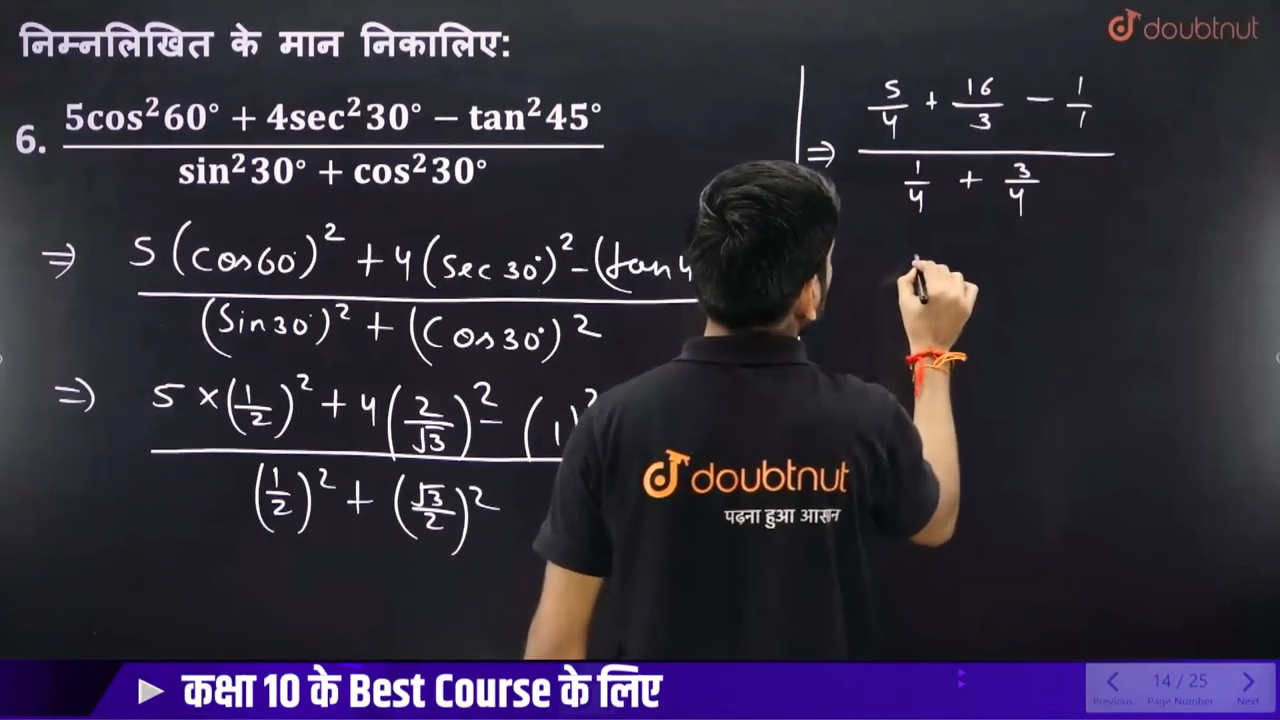 निम्नलिखित के मान निकालिए:
doubtnut
6. (5cos²60° + 4sec²30° − tan²45°) / (sin²30° + cos²30°)
⇒ (5/4 + 16/3 − 1/1) / (1/4 + 3/4)
⇒ (5(cos60°)² + 4(sec30°)² − (tan4) / ((sin30°)² + (cos30°)²)
⇒ (5×(1/2)² + 4(2/√3)² − (1)²) / ((1/2)² + (√3/2)²)
doubtnut
पढ़ना हुआ आसान
कक्षा 10 के Best Course के लिए
14 / 25
Previous Page Number Next